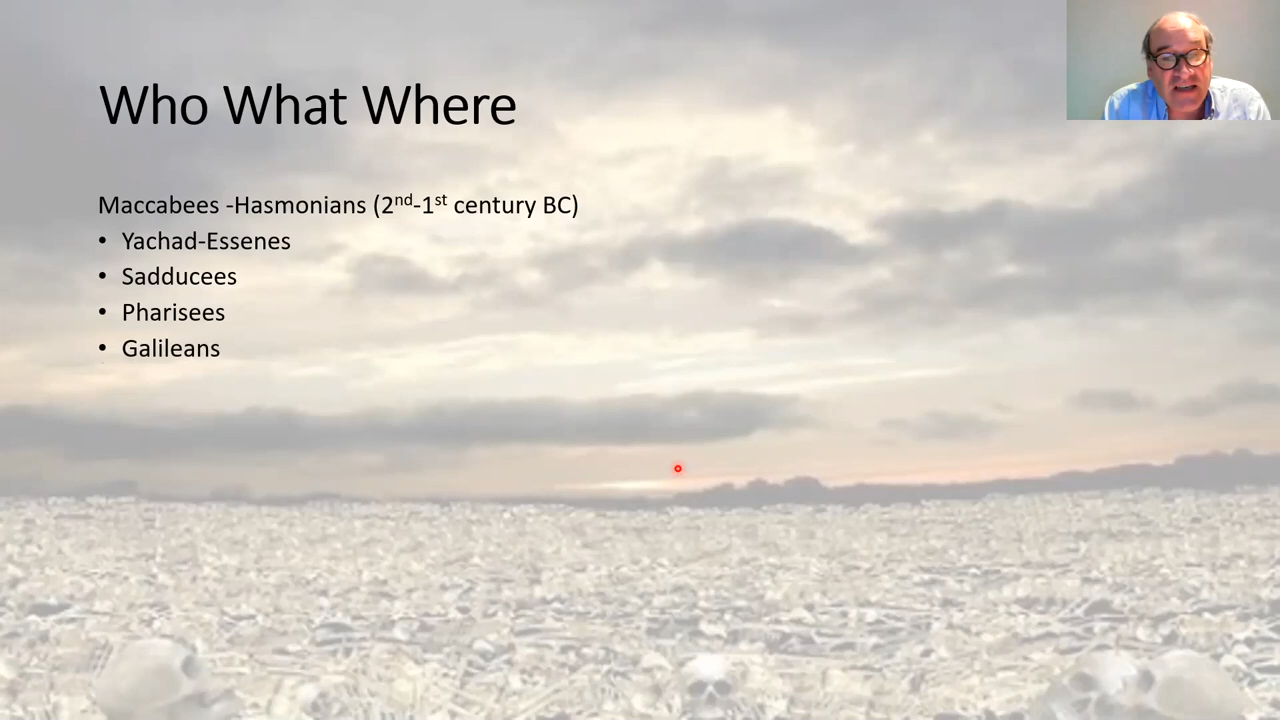 Who What Where
Maccabees -Hasmonians (2nd-1st century BC)
• Yachad-Essenes
• Sadducees
• Pharisees
• Galileans